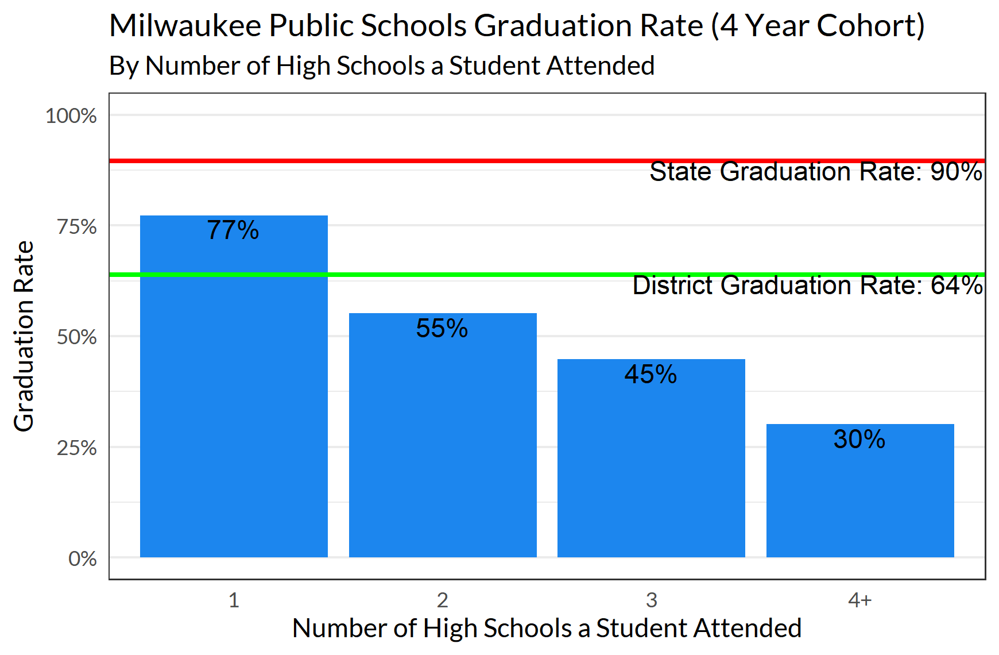 Milwaukee Public Schools Graduation Rate (4 Year Cohort)
By Number of High Schools a Student Attended
100%
State Graduation Rate: 90%
75%
77%
District Graduation Rate: 64%
50%
55%
45%
30%
25%
0%
Graduation Rate
1
2
3
4+
Number of High Schools a Student Attended